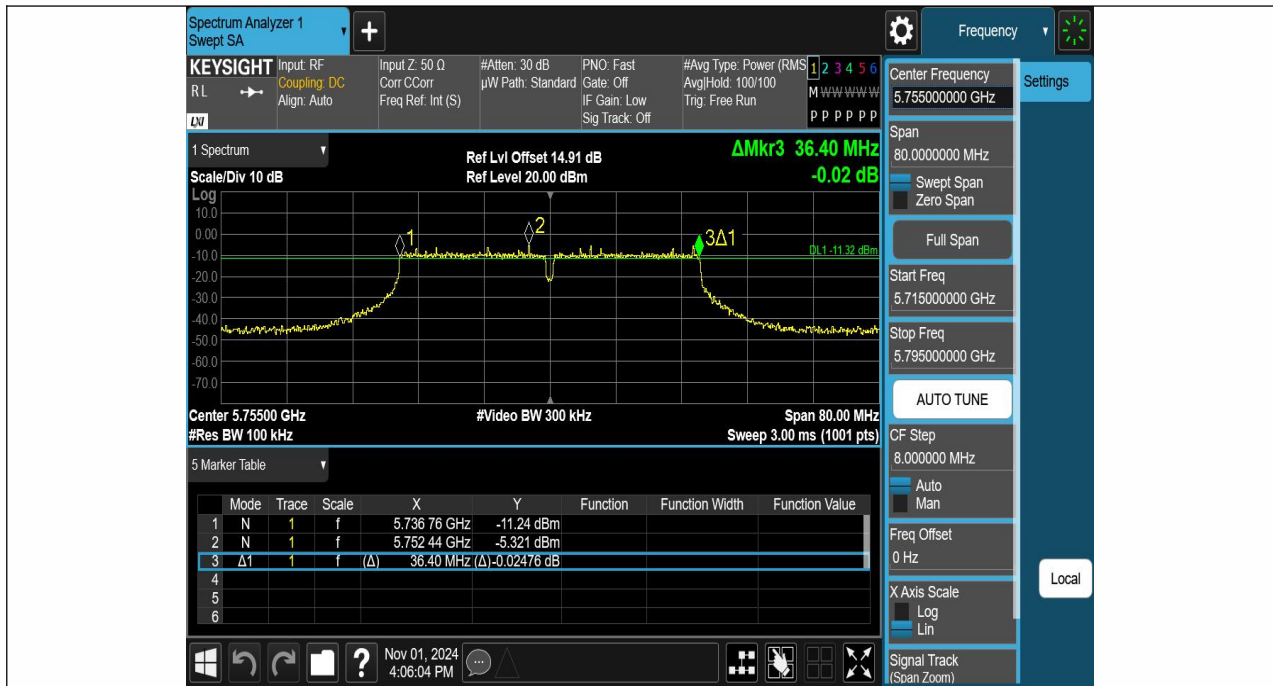 Spectrum Analyzer 1
Swept SA
+
Frequency
KEYSIGHT
RL
LXI
Input: RF
Coupling: DC
Align: Auto
Input Z: 50 Ω
Corr CCorr
Freq Ref: Int (S)
#Atten: 30 dB
µW Path: Standard
PNO: Fast
Gate: Off
IF Gain: Low
Sig Track: Off
#Avg Type: Power (RMS
Avg|Hold: 100/100
Trig: Free Run
1 2 3 4 5 6
M W W W W W
P P P P P P
1 Spectrum
Scale/Div 10 dB
Ref Lvl Offset 14.91 dB
Ref Level 20.00 dBm
ΔMkr3 36.40 MHz
-0.02 dB
Log
10.0
0.00
-10.0
-20.0
-30.0
-40.0
-50.0
-60.0
-70.0
1
2
3Δ1
DL1 -11.32 dBm
Center 5.75500 GHz
#Video BW 300 kHz
Span 80.00 MHz
#Res BW 100 kHz
Sweep 3.00 ms (1001 pts)
5 Marker Table
Mode Trace Scale X Y Function Function Width Function Value
1 N 1 f 5.736 76 GHz -11.24 dBm
2 N 1 f 5.752 44 GHz -5.321 dBm
3 Δ1 1 f (Δ) 36.40 MHz (Δ) -0.02476 dB
4
5
6
?
Nov 01, 2024
4:06:04 PM
Center Frequency
5.755000000 GHz
Span
80.0000000 MHz
Swept Span
Zero Span
Full Span
Start Freq
5.715000000 GHz
Stop Freq
5.795000000 GHz
AUTO TUNE
CF Step
8.000000 MHz
Auto
Man
Freq Offset
0 Hz
X Axis Scale
Log
Lin
Signal Track
(Span Zoom)
Settings
Local